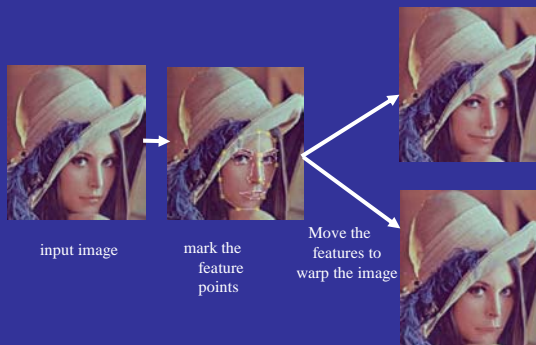 input image
mark the
feature
points
Move the
features to
warp the image